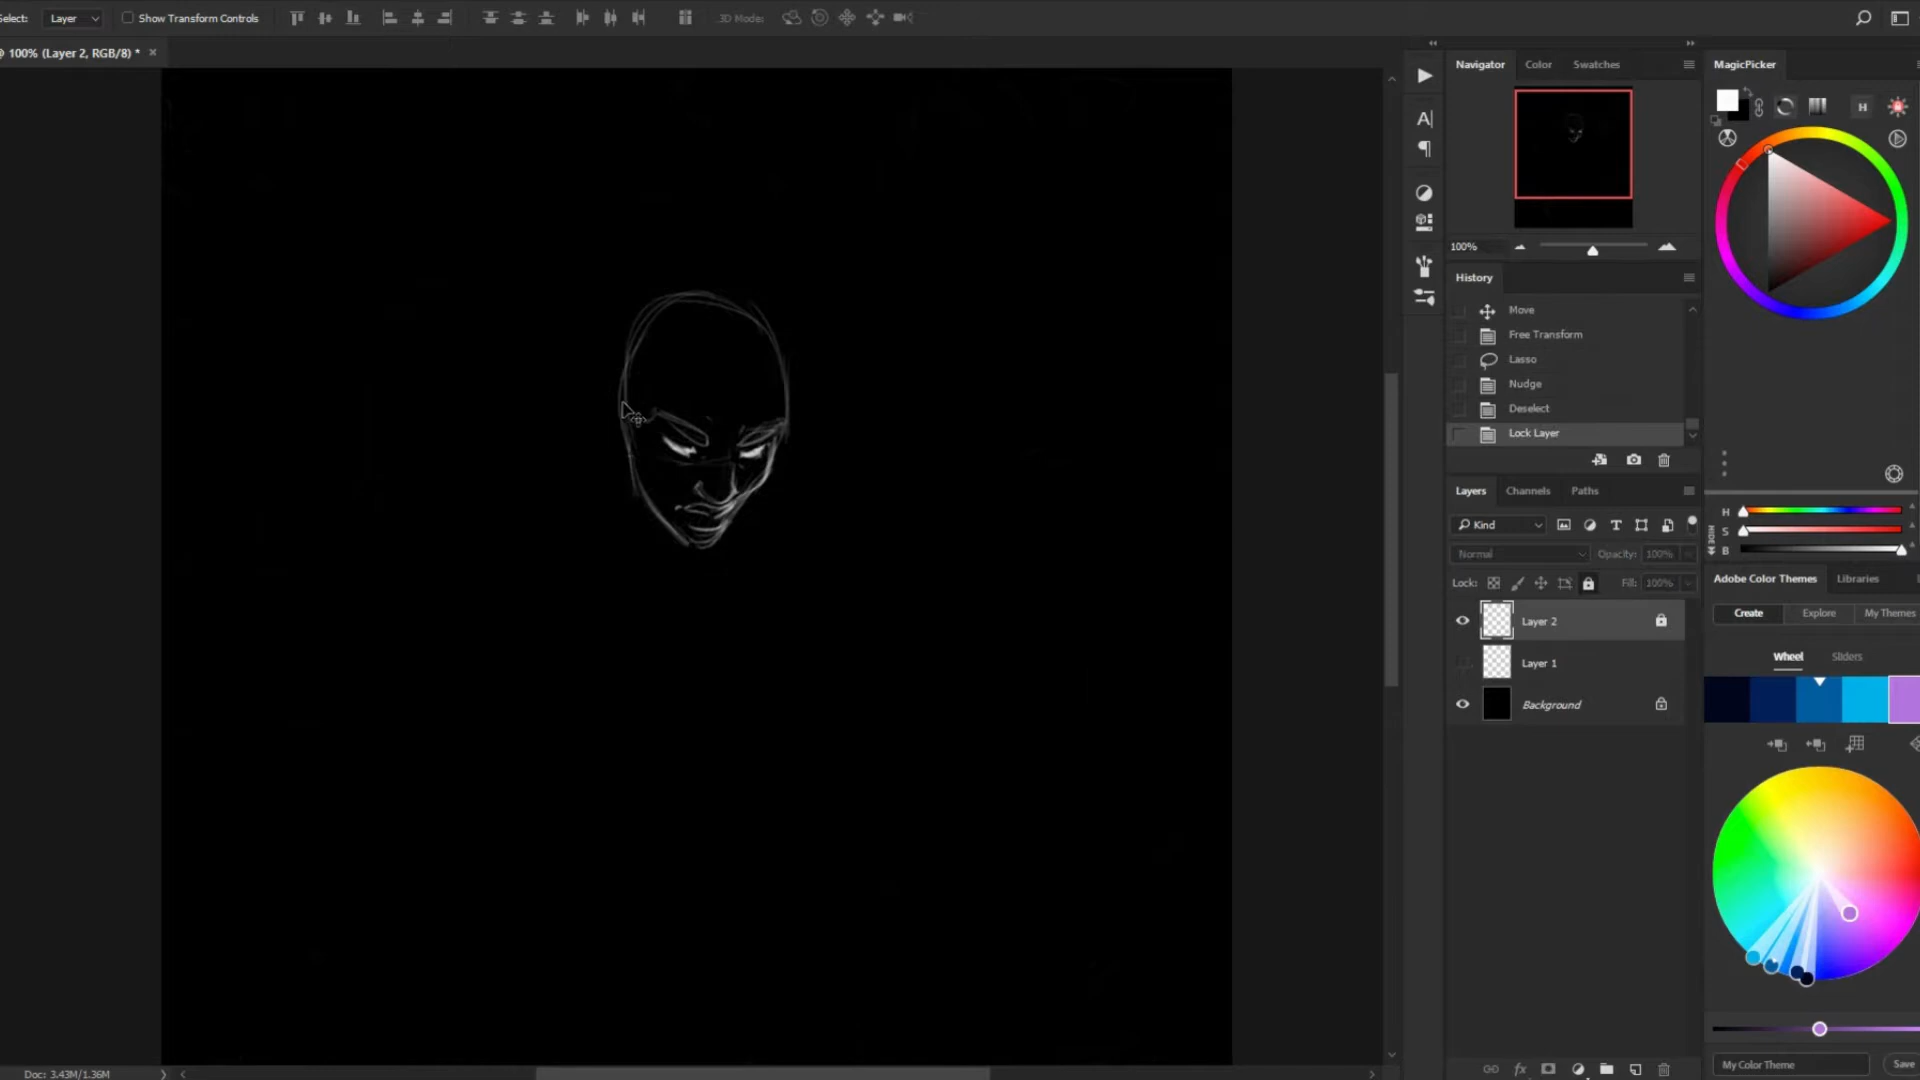 Select: Layer Show Transform Controls 3D Mode:
@ 100% (Layer 2, RGB/8) *
Navigator Color Swatches
100%
History
Move
Free Transform
Lasso
Nudge
Deselect
Lock Layer
Layers Channels Paths
Kind
Normal Opacity: 100%
Lock: Fill: 100%
Layer 2
Layer 1
Background
MagicPicker
H
H
S
B
HIDE
Adobe Color Themes Libraries
Create Explore My Themes
Wheel Sliders
My Color Theme Save
Doc: 3.43M/1.36M